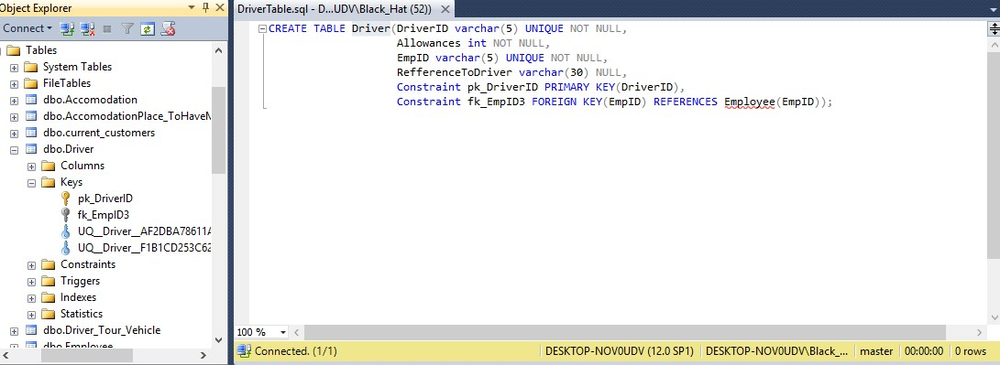 Object Explorer
Connect
Tables
System Tables
FileTables
dbo.Accomodation
dbo.AccomodationPlace_ToHaveM
dbo.current_customers
dbo.Driver
Columns
Keys
pk_DriverID
fk_EmpID3
UQ__Driver__AF2DBA78611A
UQ__Driver__F1B1CD253C62
Constraints
Triggers
Indexes
Statistics
dbo.Driver_Tour_Vehicle
dbo.Employee
DriverTable.sql - D...UDV\Black_Hat (52))
CREATE TABLE Driver(DriverID varchar(5) UNIQUE NOT NULL,
Allowances int NOT NULL,
EmpID varchar(5) UNIQUE NOT NULL,
RefferenceToDriver varchar(30) NULL,
Constraint pk_DriverID PRIMARY KEY(DriverID),
Constraint fk_EmpID3 FOREIGN KEY(EmpID) REFERENCES Employee(EmpID));
100 %
Connected. (1/1)
DESKTOP-NOV0UDV (12.0 SP1)
DESKTOP-NOV0UDV\Black_...
master
00:00:00
0 rows